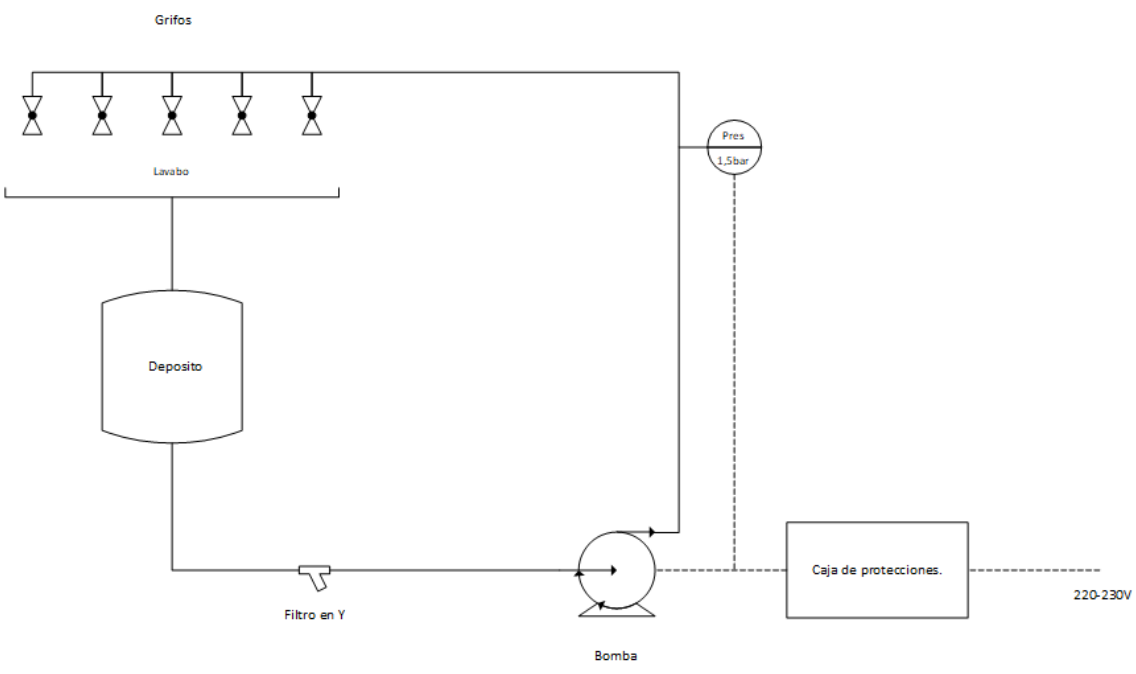 Grifos
Pres
1,5bar
Lavabo
Deposito
Caja de protecciones.
220-230V
Filtro en Y
Bomba